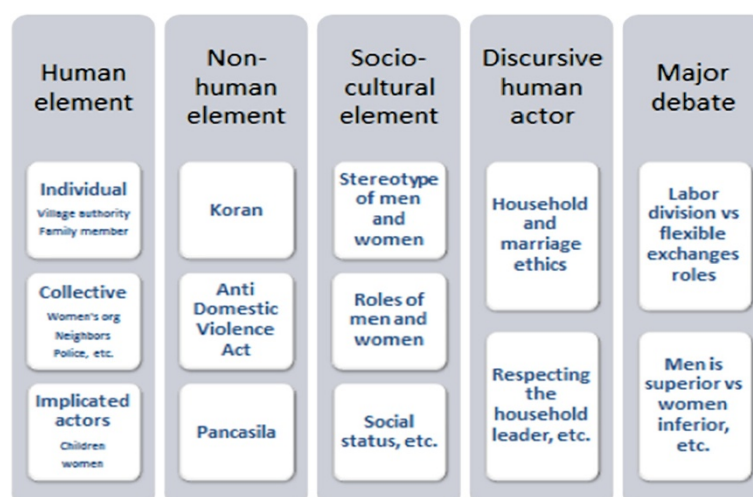 Human
element
Individual
Village authority
Family member
Collective
Women's org
Neighbors
Police, etc.
Implicated
actors
Children
women
Non-
human
element
Koran
Anti
Domestic
Violence
Act
Pancasila
Socio-
cultural
element
Stereotype
of men
and
women
Roles of
men and
women
Social
status, etc.
Discursive
human
actor
Household
and
marriage
ethics
Respecting
the
household
leader, etc.
Major
debate
Labor
division vs
flexible
exchanges
roles
Men is
superior vs
women
inferior,
etc.